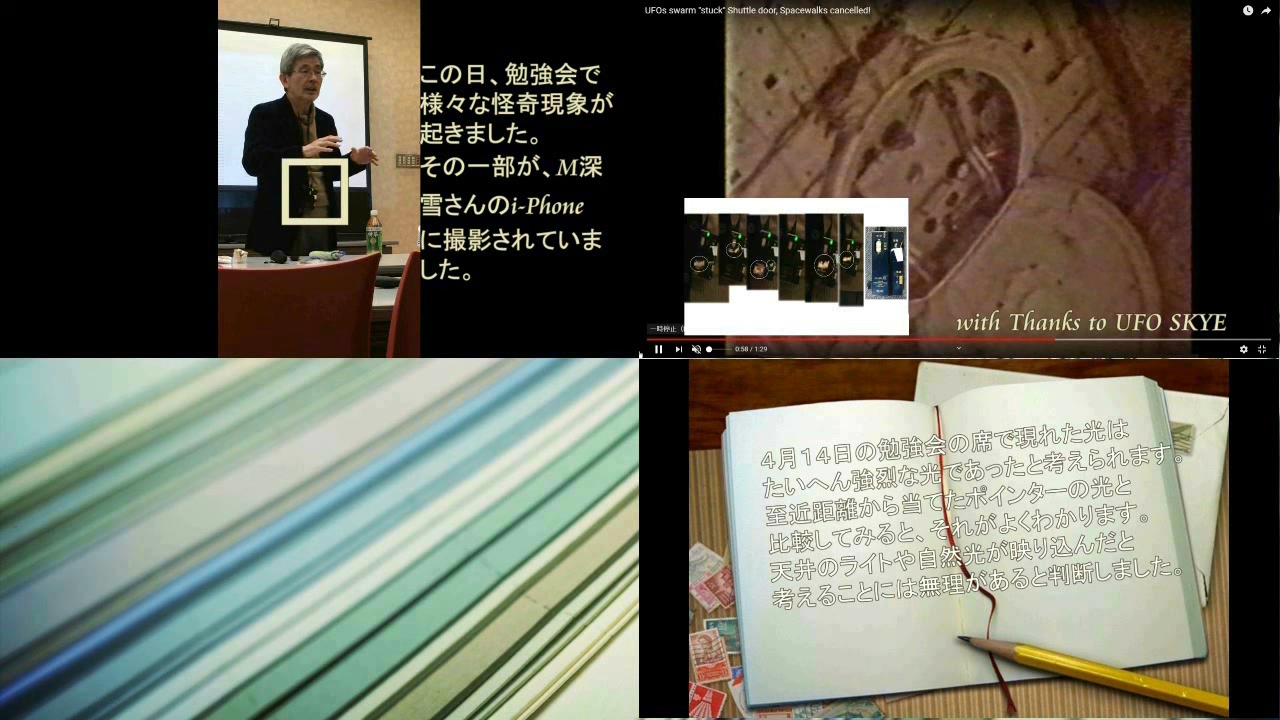 この日、勉強会で
様々な怪奇現象が
起きました。
その一部が、M深
雪さんのi-Phone
に撮影されていま
した。
UFOs swarm "stuck" Shuttle door, Spacewalks cancelled!
with Thanks to UFO SKYE
一時停止
0:58 / 1:29
4月14日の勉強会の席で現れた光は
たいへん強烈な光であったと考えられます。
至近距離から当てたポインターの光と
比較してみると、それがよくわかります。
天井のライトや自然光が映り込んだと
考えることには無理があると判断しました。